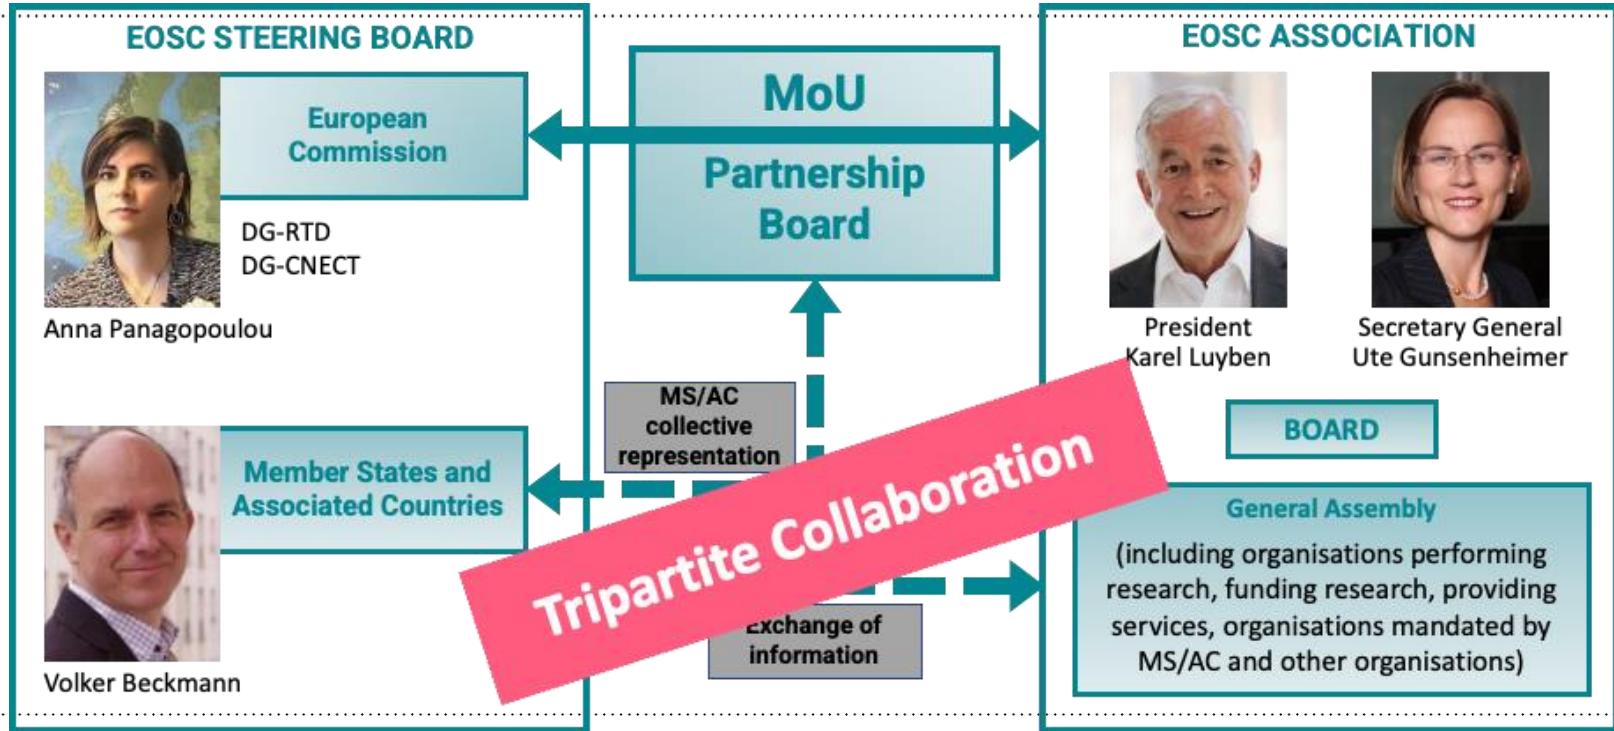 EOSC STEERING BOARD
European
Commission
DG-RTD
DG-CNECT
Anna Panagopoulou
Member States and
Associated Countries
Volker Beckmann
MoU
Partnership
Board
MS/AC
collective
representation
Tripartite Collaboration
Exchange of
information
EOSC ASSOCIATION
President
Karel Luyben
Secretary General
Ute Gunsenheimer
BOARD
General Assembly
(including organisations performing
research, funding research, providing
services, organisations mandated by
MS/AC and other organisations)